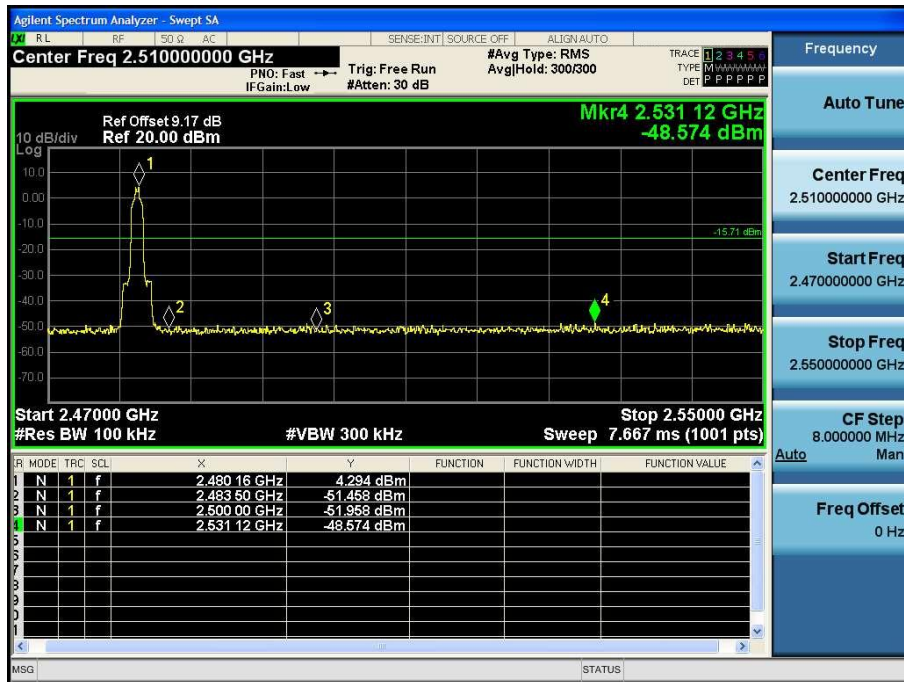 Agilent Spectrum Analyzer - Swept SA
LXI RL RF 50 Ω AC SENSE:INT SOURCE OFF ALIGN AUTO
Center Freq 2.510000000 GHz
PNO: Fast
IFGain:Low
Trig: Free Run
#Atten: 30 dB
#Avg Type: RMS
Avg|Hold: 300/300
TRACE 1 2 3 4 5 6
TYPE M
DET P P P P P P
Frequency
Auto Tune
Center Freq
2.510000000 GHz
Start Freq
2.470000000 GHz
Stop Freq
2.550000000 GHz
CF Step
8.000000 MHz
Auto Man
Freq Offset
0 Hz
Mkr4 2.531 12 GHz
-48.574 dBm
Ref Offset 9.17 dB
10 dB/div Ref 20.00 dBm
Log
10.0
0.00
-10.0
-20.0
-30.0
-40.0
-50.0
-60.0
-70.0
1
2
3
4
-15.71 dBm
Start 2.47000 GHz Stop 2.55000 GHz
#Res BW 100 kHz #VBW 300 kHz Sweep 7.667 ms (1001 pts)
MODE TRC SCL X Y FUNCTION FUNCTION WIDTH FUNCTION VALUE
1 N 1 f 2.480 16 GHz 4.294 dBm
2 N 1 f 2.483 50 GHz -51.458 dBm
3 N 1 f 2.500 00 GHz -51.958 dBm
4 N 1 f 2.531 12 GHz -48.574 dBm
5
6
7
8
9
MSG STATUS